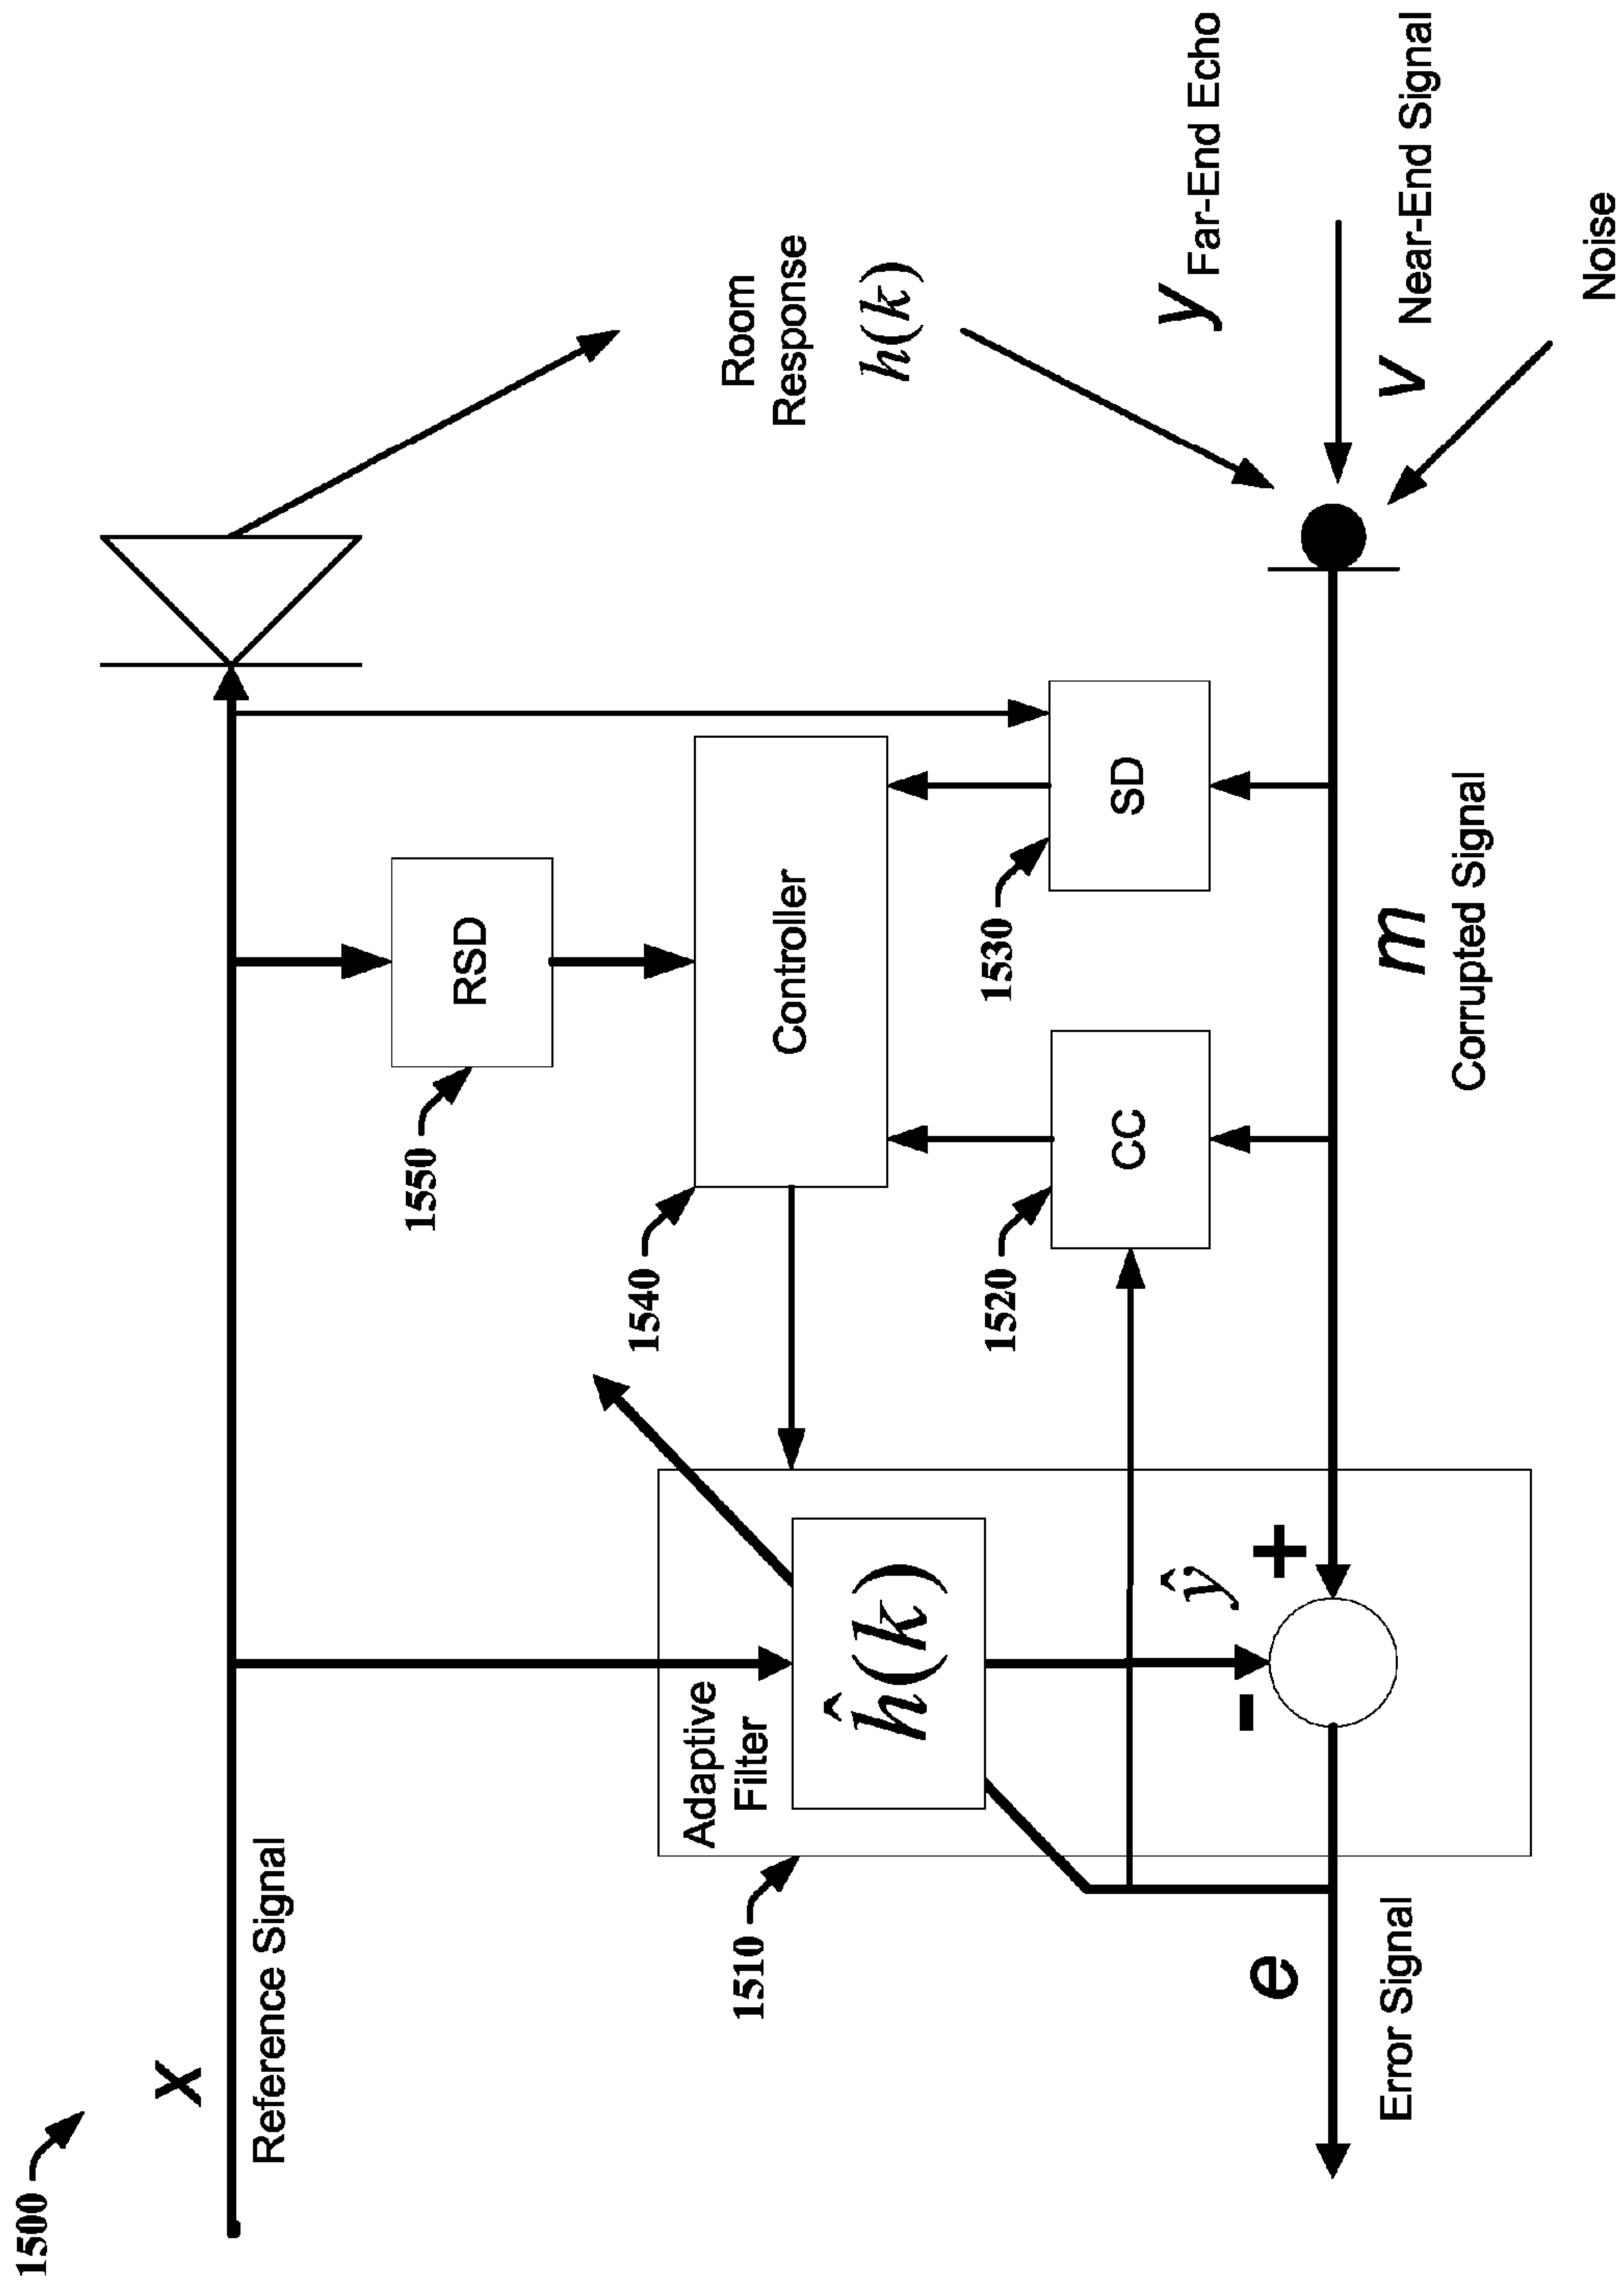 1500
x
Reference Signal
1550
RSD
1540
Controller
Room
Response
h(k)
1510
Adaptive
Filter
ĥ(k)
1520
CC
1530
SD
y Far-End Echo
ŷ
-
+
e
Error Signal
m
Corrupted Signal
v Near-End Signal
Noise